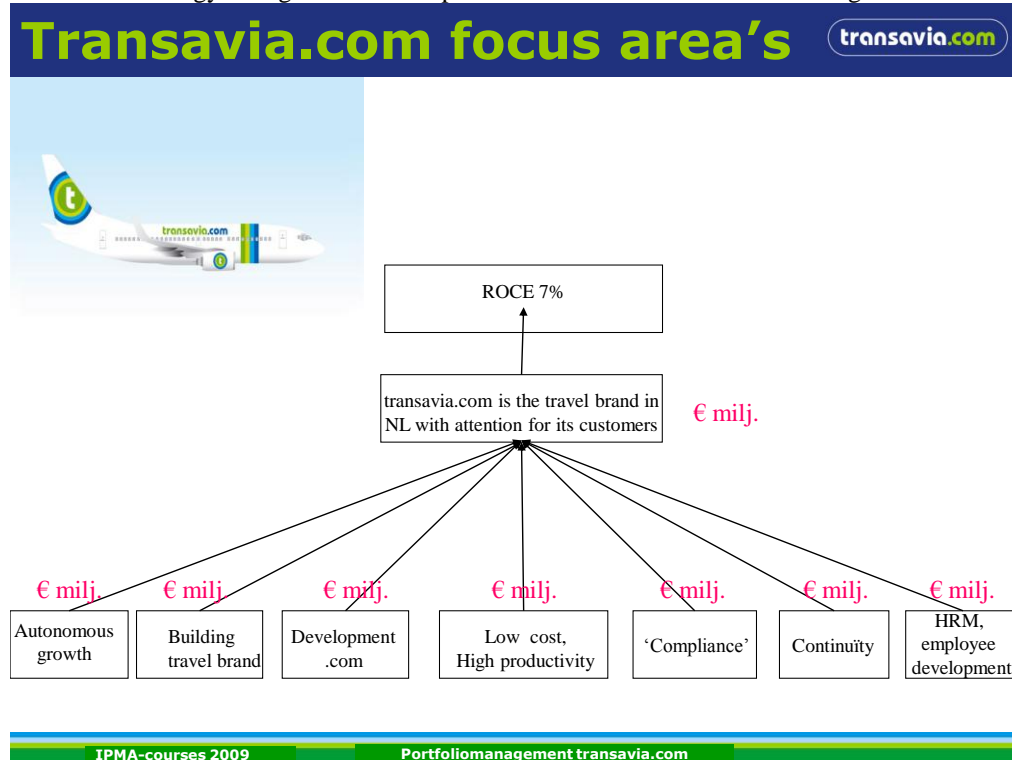 Transavia.com focus area's
transavia.com
transavia.com
t
t
ROCE 7%
transavia.com is the travel brand in
NL with attention for its customers
€ milj.
€ milj.
€ milj.
€ milj.
€ milj.
€ milj.
€ milj.
€ milj.
Autonomous
growth
Building
travel brand
Development
.com
Low cost,
High productivity
‘Compliance’
Continuïty
HRM,
employee
development
IPMA-courses 2009
Portfoliomanagement transavia.com